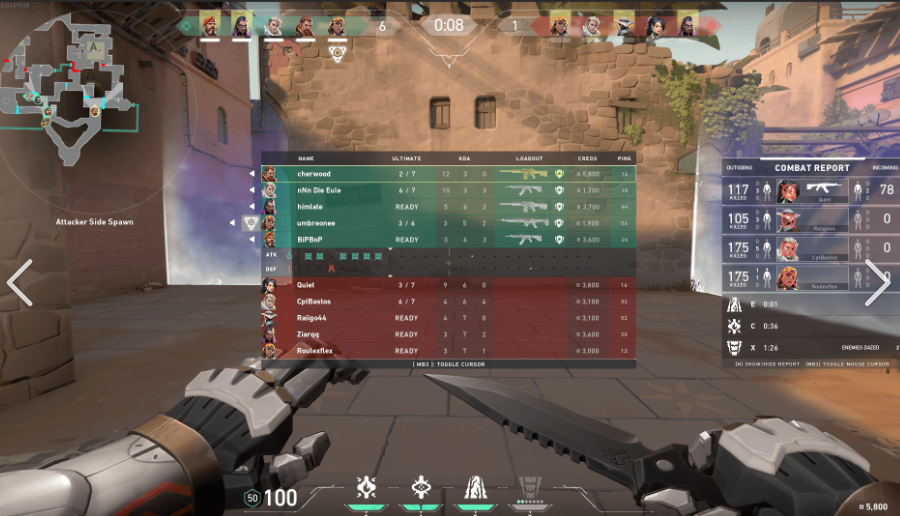 6 0:08 1
A
Attacker Side Spawn
NAME ULTIMATE KDA LOADOUT CREDS PING
cherwood 2 / 7 12 3 0 5,800 16
nNn Die Eule 6 / 7 10 3 3 1,700 28
himlate READY 5 6 2 3,700 44
umbreonee 3 / 6 3 5 2 1,900 56
BiPBoP READY 3 6 3 3,600 24
ATK
DEF
Quiet 3 / 7 9 6 0 3,800 16
CptBastos 6 / 7 4 6 4 3,100 32
Raiigo44 READY 4 7 0 3,100 52
Ziarqq READY 3 7 2 3,600 20
Roulexflex READY 3 7 1 3,000 12
[ MB3 ]: TOGGLE CURSOR
OUTGOING COMBAT REPORT INCOMING
117 KILLED Quiet 78
105 KILLED Raiigo44 0
175 KILLED CptBastos 0
175 KILLED Roulexflex
E 0:01
C 0:36
X 1:26 ENEMIES DAZED 2
[N] SHOW/HIDE REPORT [MB3] TOGGLE MOUSE CURSOR
50 100
5,800